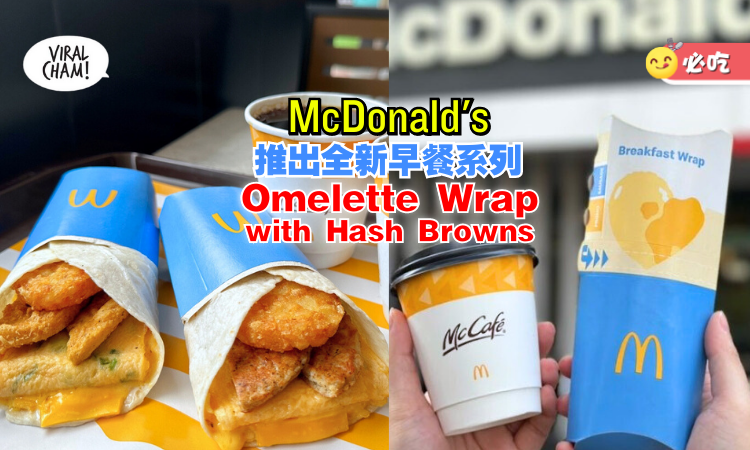 VIRAL
CHAM!
McDonald's
必吃
McDonald's
推出全新早餐系列
Omelette Wrap
with Hash Browns
Breakfast Wrap
McCafé